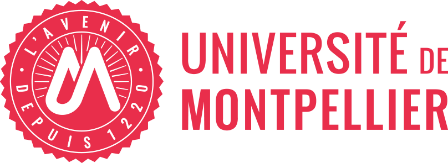 · L'AVENIR ·
DEPUIS 1220
UNIVERSITÉ DE
MONTPELLIER